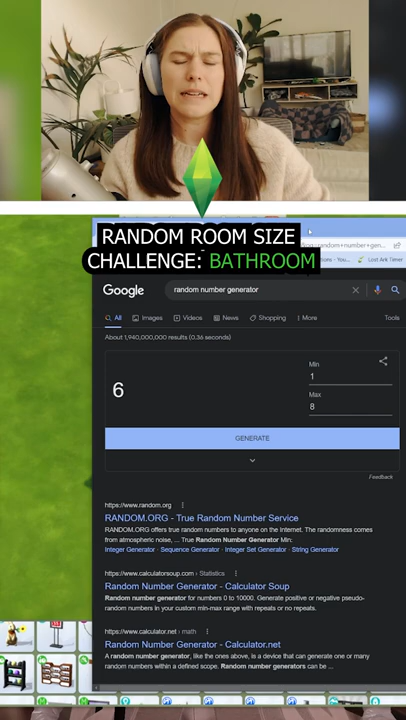 RANDOM ROOM SIZE
CHALLENGE: BATHROOM
random+number+gen...
You...
Lost Ark Timer
Google
random number generator
All
Images
Videos
News
Shopping
More
Tools
About 1,940,000,000 results (0.36 seconds)
6
Min
1
Max
8
GENERATE
Feedback
https://www.random.org
RANDOM.ORG - True Random Number Service
RANDOM.ORG offers true random numbers to anyone on the Internet. The randomness comes
from atmospheric noise, ... True Random Number Generator Min:
Integer Generator · Sequence Generator · Integer Set Generator · String Generator
https://www.calculatorsoup.com › Statistics
Random Number Generator - Calculator Soup
Random number generator for numbers 0 to 10000. Generate positive or negative pseudo-
random numbers in your custom min-max range with repeats or no repeats.
https://www.calculator.net › math
Random Number Generator - Calculator.net
A random number generator, like the ones above, is a device that can generate one or many
random numbers within a defined scope. Random number generators can be ...